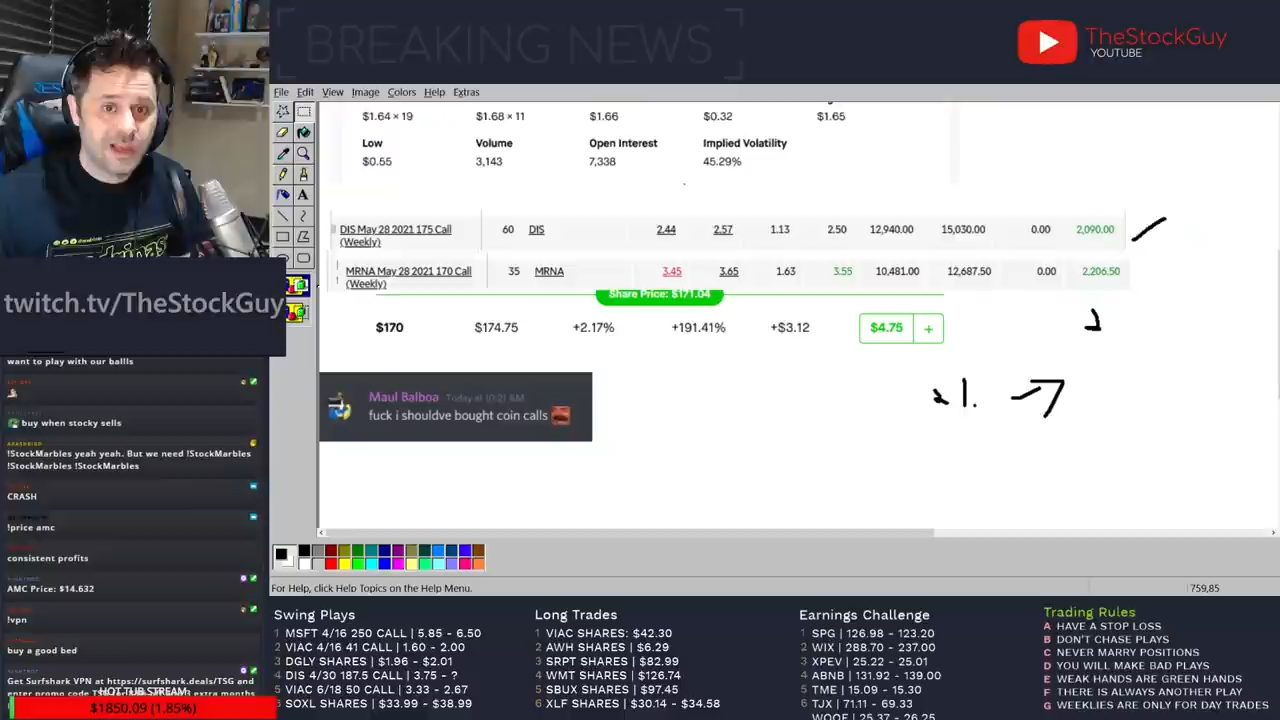 BREAKING NEWS
TheStockGuy
YOUTUBE
File Edit View Image Colors Help Extras
$1.64 × 19 $1.68 × 11 $1.66 $0.32 $1.65
Low Volume Open Interest Implied Volatility
$0.55 3,143 7,338 45.29%
DIS May 28 2021 175 Call (Weekly) 60 DIS 2.44 2.57 1.13 2.50 12,940.00 15,030.00 0.00 2,090.00
MRNA May 28 2021 170 Call (Weekly) 35 MRNA 3.45 3.65 1.63 3.55 10,481.00 12,687.50 0.00 2,206.50
Share Price: $171.04
$170 $174.75 +2.17% +191.41% +$3.12 $4.75 +
Maul Balboa Today at 10:21 AM
fuck i shouldve bought coin calls
twitch.tv/TheStockGuy
want to play with our ballls
buy when stocky sells
!StockMarbles yeah yeah. But we need !StockMarbles
!StockMarbles !StockMarbles
CRASH
!price amc
consistent profits
AMC Price: $14.632
!vpn
buy a good bed
Get Surfshark VPN at https://surfshark.deals/TSG and
enter promo code
HOT TUB STREAM
$1850.09 (1.85%)
For Help, click Help Topics on the Help Menu.
759,85
Swing Plays
1 MSFT 4/16 250 CALL | 5.85 - 6.50
2 VIAC 4/16 41 CALL | 1.60 - 2.00
3 DGLY SHARES | $1.96 - $2.01
4 DIS 4/30 187.5 CALL | 3.75 - ?
5 VIAC 6/18 50 CALL | 3.33 - 2.67
SOXL SHARES | $33.99 - $38.99
Long Trades
1 VIAC SHARES: $42.30
2 AWH SHARES | $6.29
3 SRPT SHARES | $82.99
4 WMT SHARES | $126.74
5 SBUX SHARES | $97.45
6 XLF SHARES | $30.14 - $34.58
Earnings Challenge
1 SPG | 126.98 - 123.20
2 WIX | 288.70 - 237.00
3 XPEV | 25.22 - 25.01
4 ABNB | 131.92 - 139.00
5 TME | 15.09 - 15.30
6 TJX | 71.11 - 69.33
WOOF | 25.37 - 26.25
Trading Rules
A HAVE A STOP LOSS
B DON'T CHASE PLAYS
C NEVER MARRY POSITIONS
D YOU WILL MAKE BAD PLAYS
E WEAK HANDS ARE GREEN HANDS
F THERE IS ALWAYS ANOTHER PLAY
G WEEKLIES ARE ONLY FOR DAY TRADES